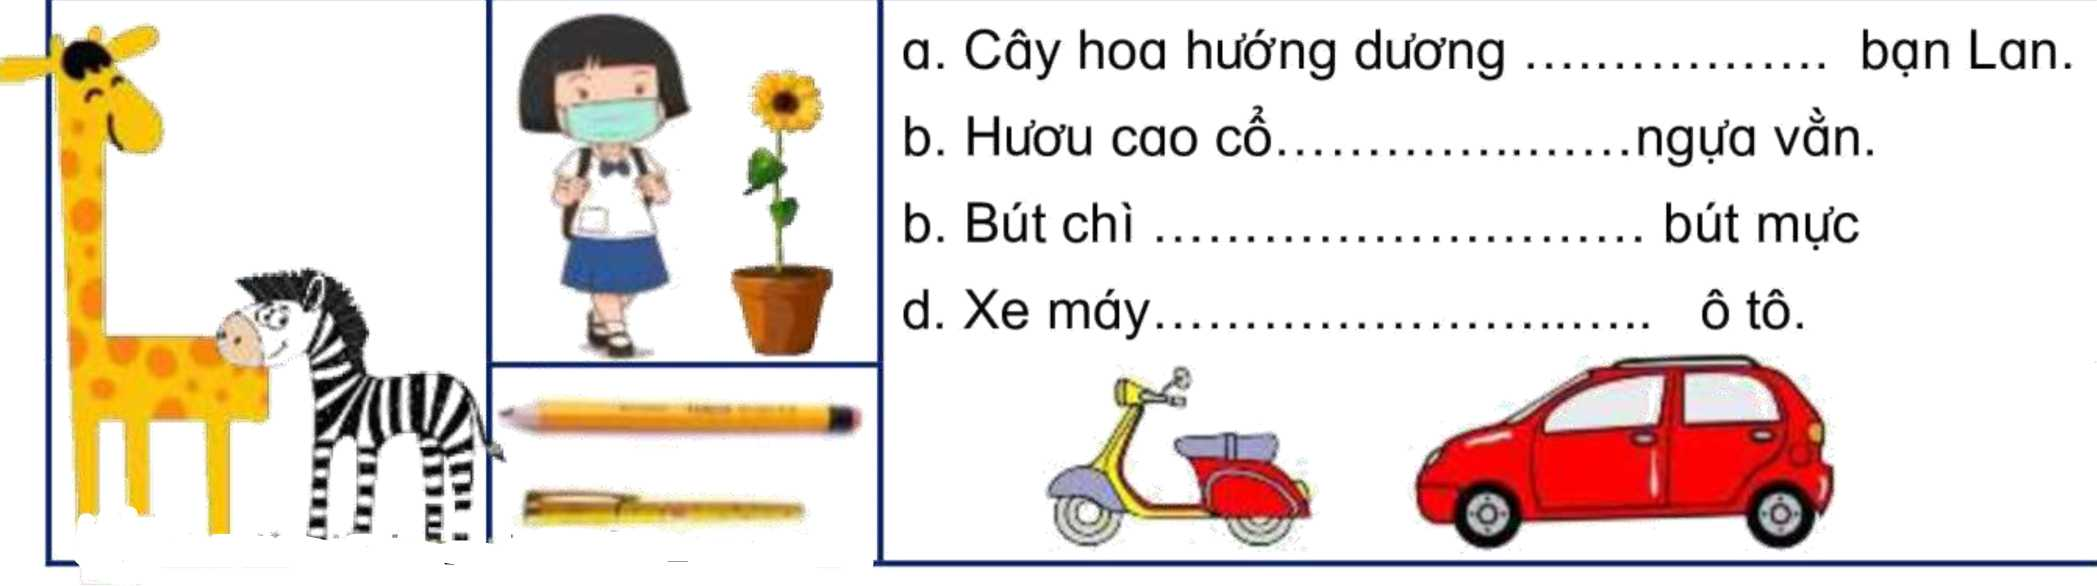 a. Cây hoa hướng dương .................. bạn Lan.
b. Hươu cao cổ.....................ngựa vằn.
b. Bút chì ............................ bút mực
d. Xe máy............................. ô tô.